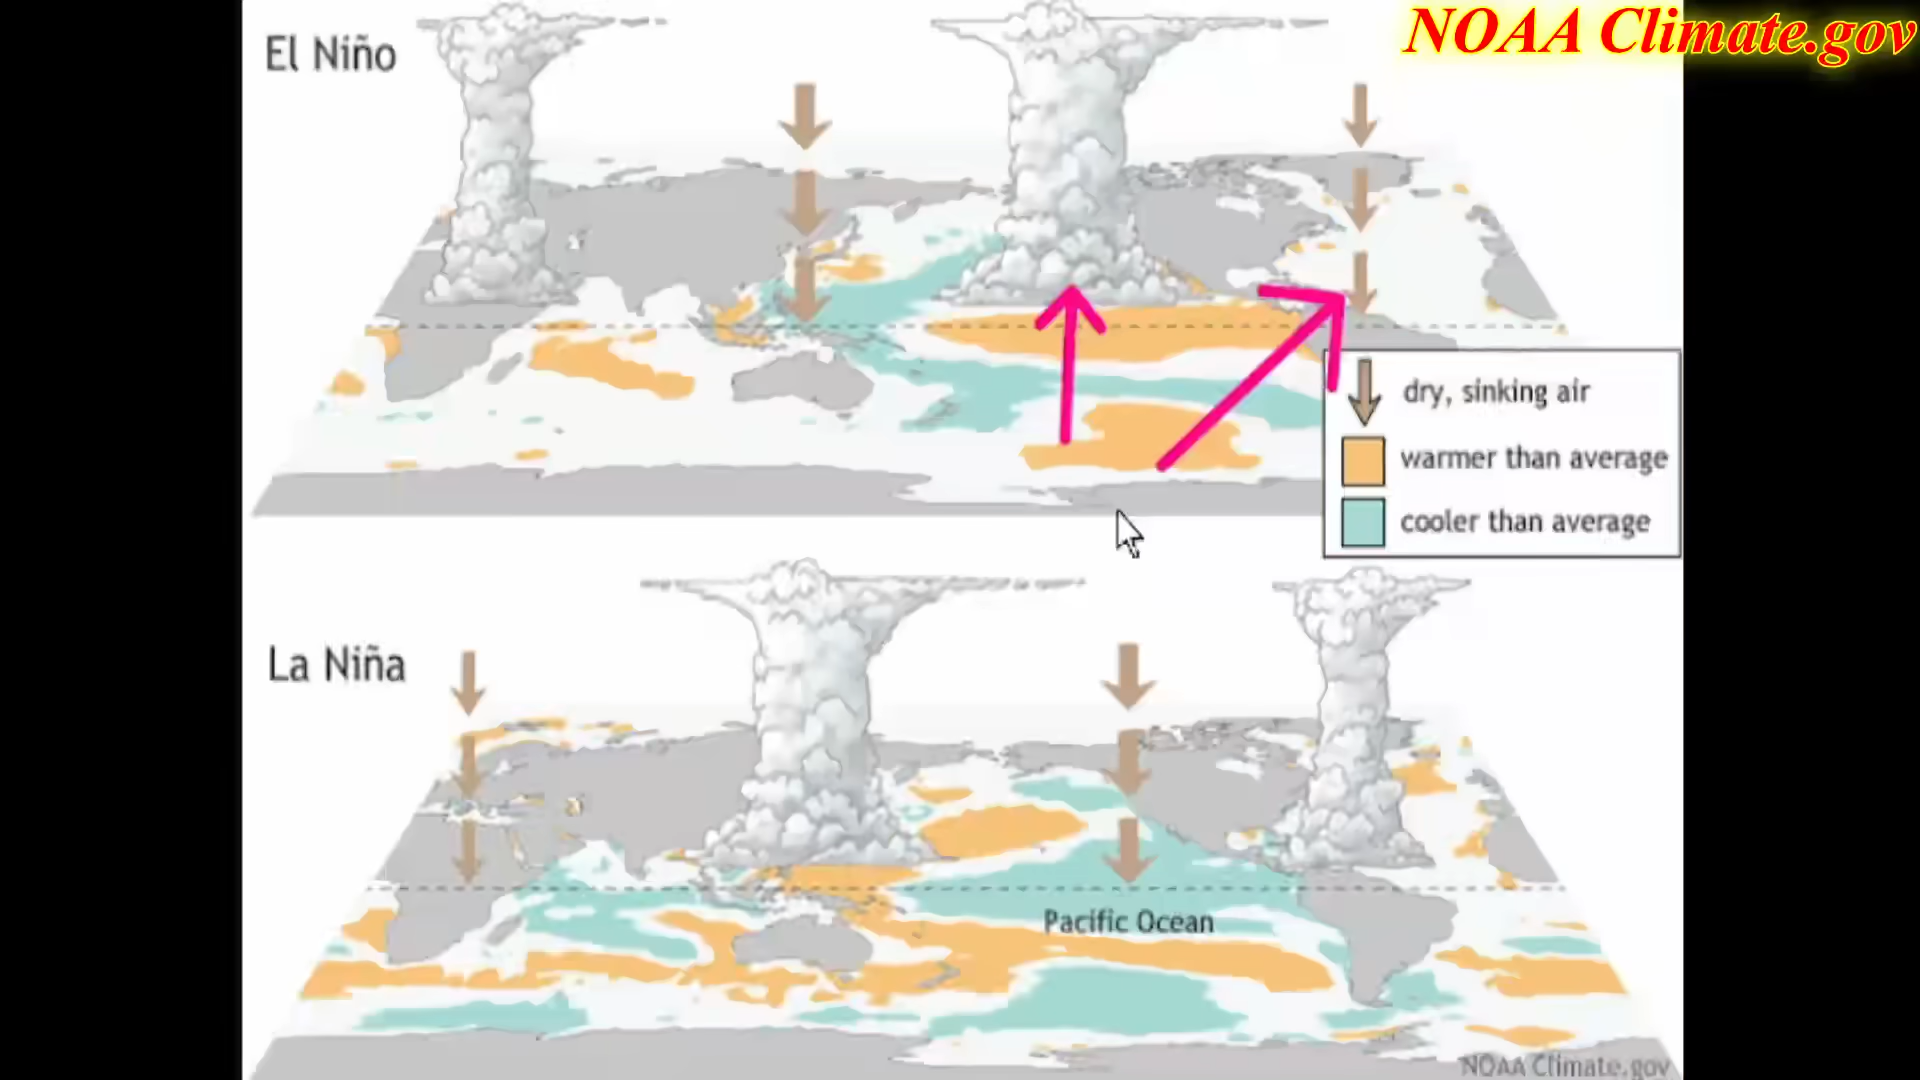 NOAA Climate.gov
El Niño
dry, sinking air
warmer than average
cooler than average
La Niña
Pacific Ocean
NOAA Climate.gov